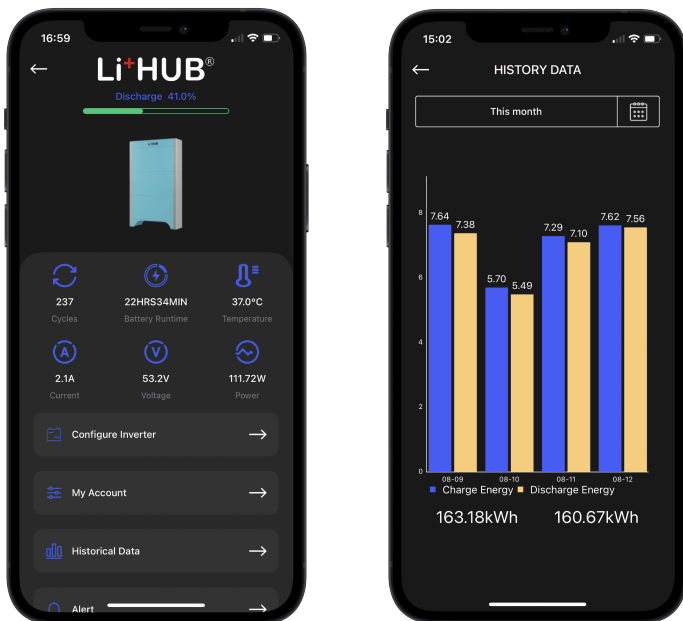 16:59
Li+HUB®
Discharge 41.0%
LiHUB
237
22HRS34MIN
37.0°C
Cycles
Battery Runtime
Temperature
A
V
2.1A
53.2V
111.72W
Current
Voltage
Power
Configure Inverter
My Account
Historical Data
Alert
15:02
HISTORY DATA
This month
8
7.64
7.38
5.70
5.49
7.29
7.10
7.62
7.56
6
4
2
0
08-09
08-10
08-11
08-12
Charge Energy
Discharge Energy
163.18kWh
160.67kWh